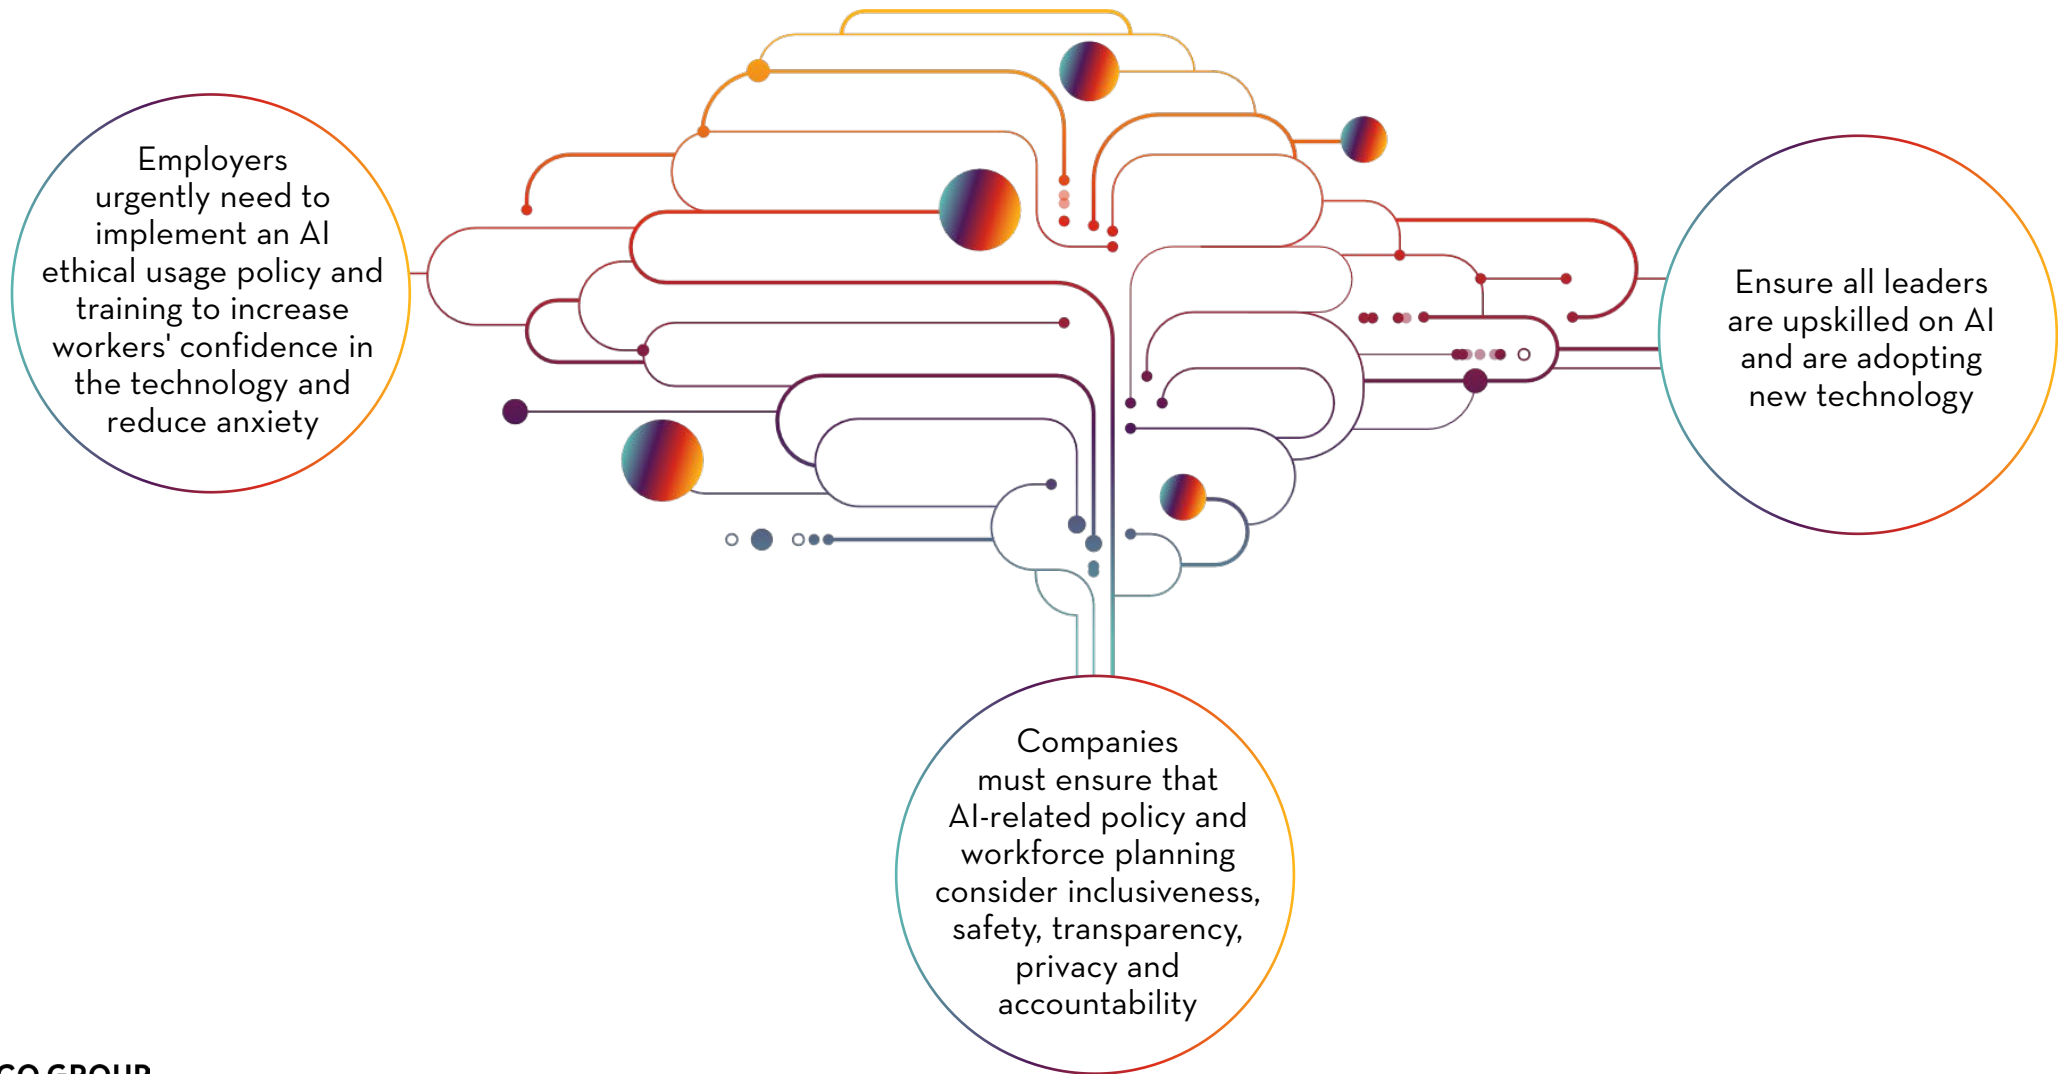 Employers
urgently need to
implement an AI
ethical usage policy and
training to increase
workers' confidence in
the technology and
reduce anxiety
Ensure all leaders
are upskilled on AI
and are adopting
new technology
Companies
must ensure that
AI-related policy and
workforce planning
consider inclusiveness,
safety, transparency,
privacy and
accountability
GROUP